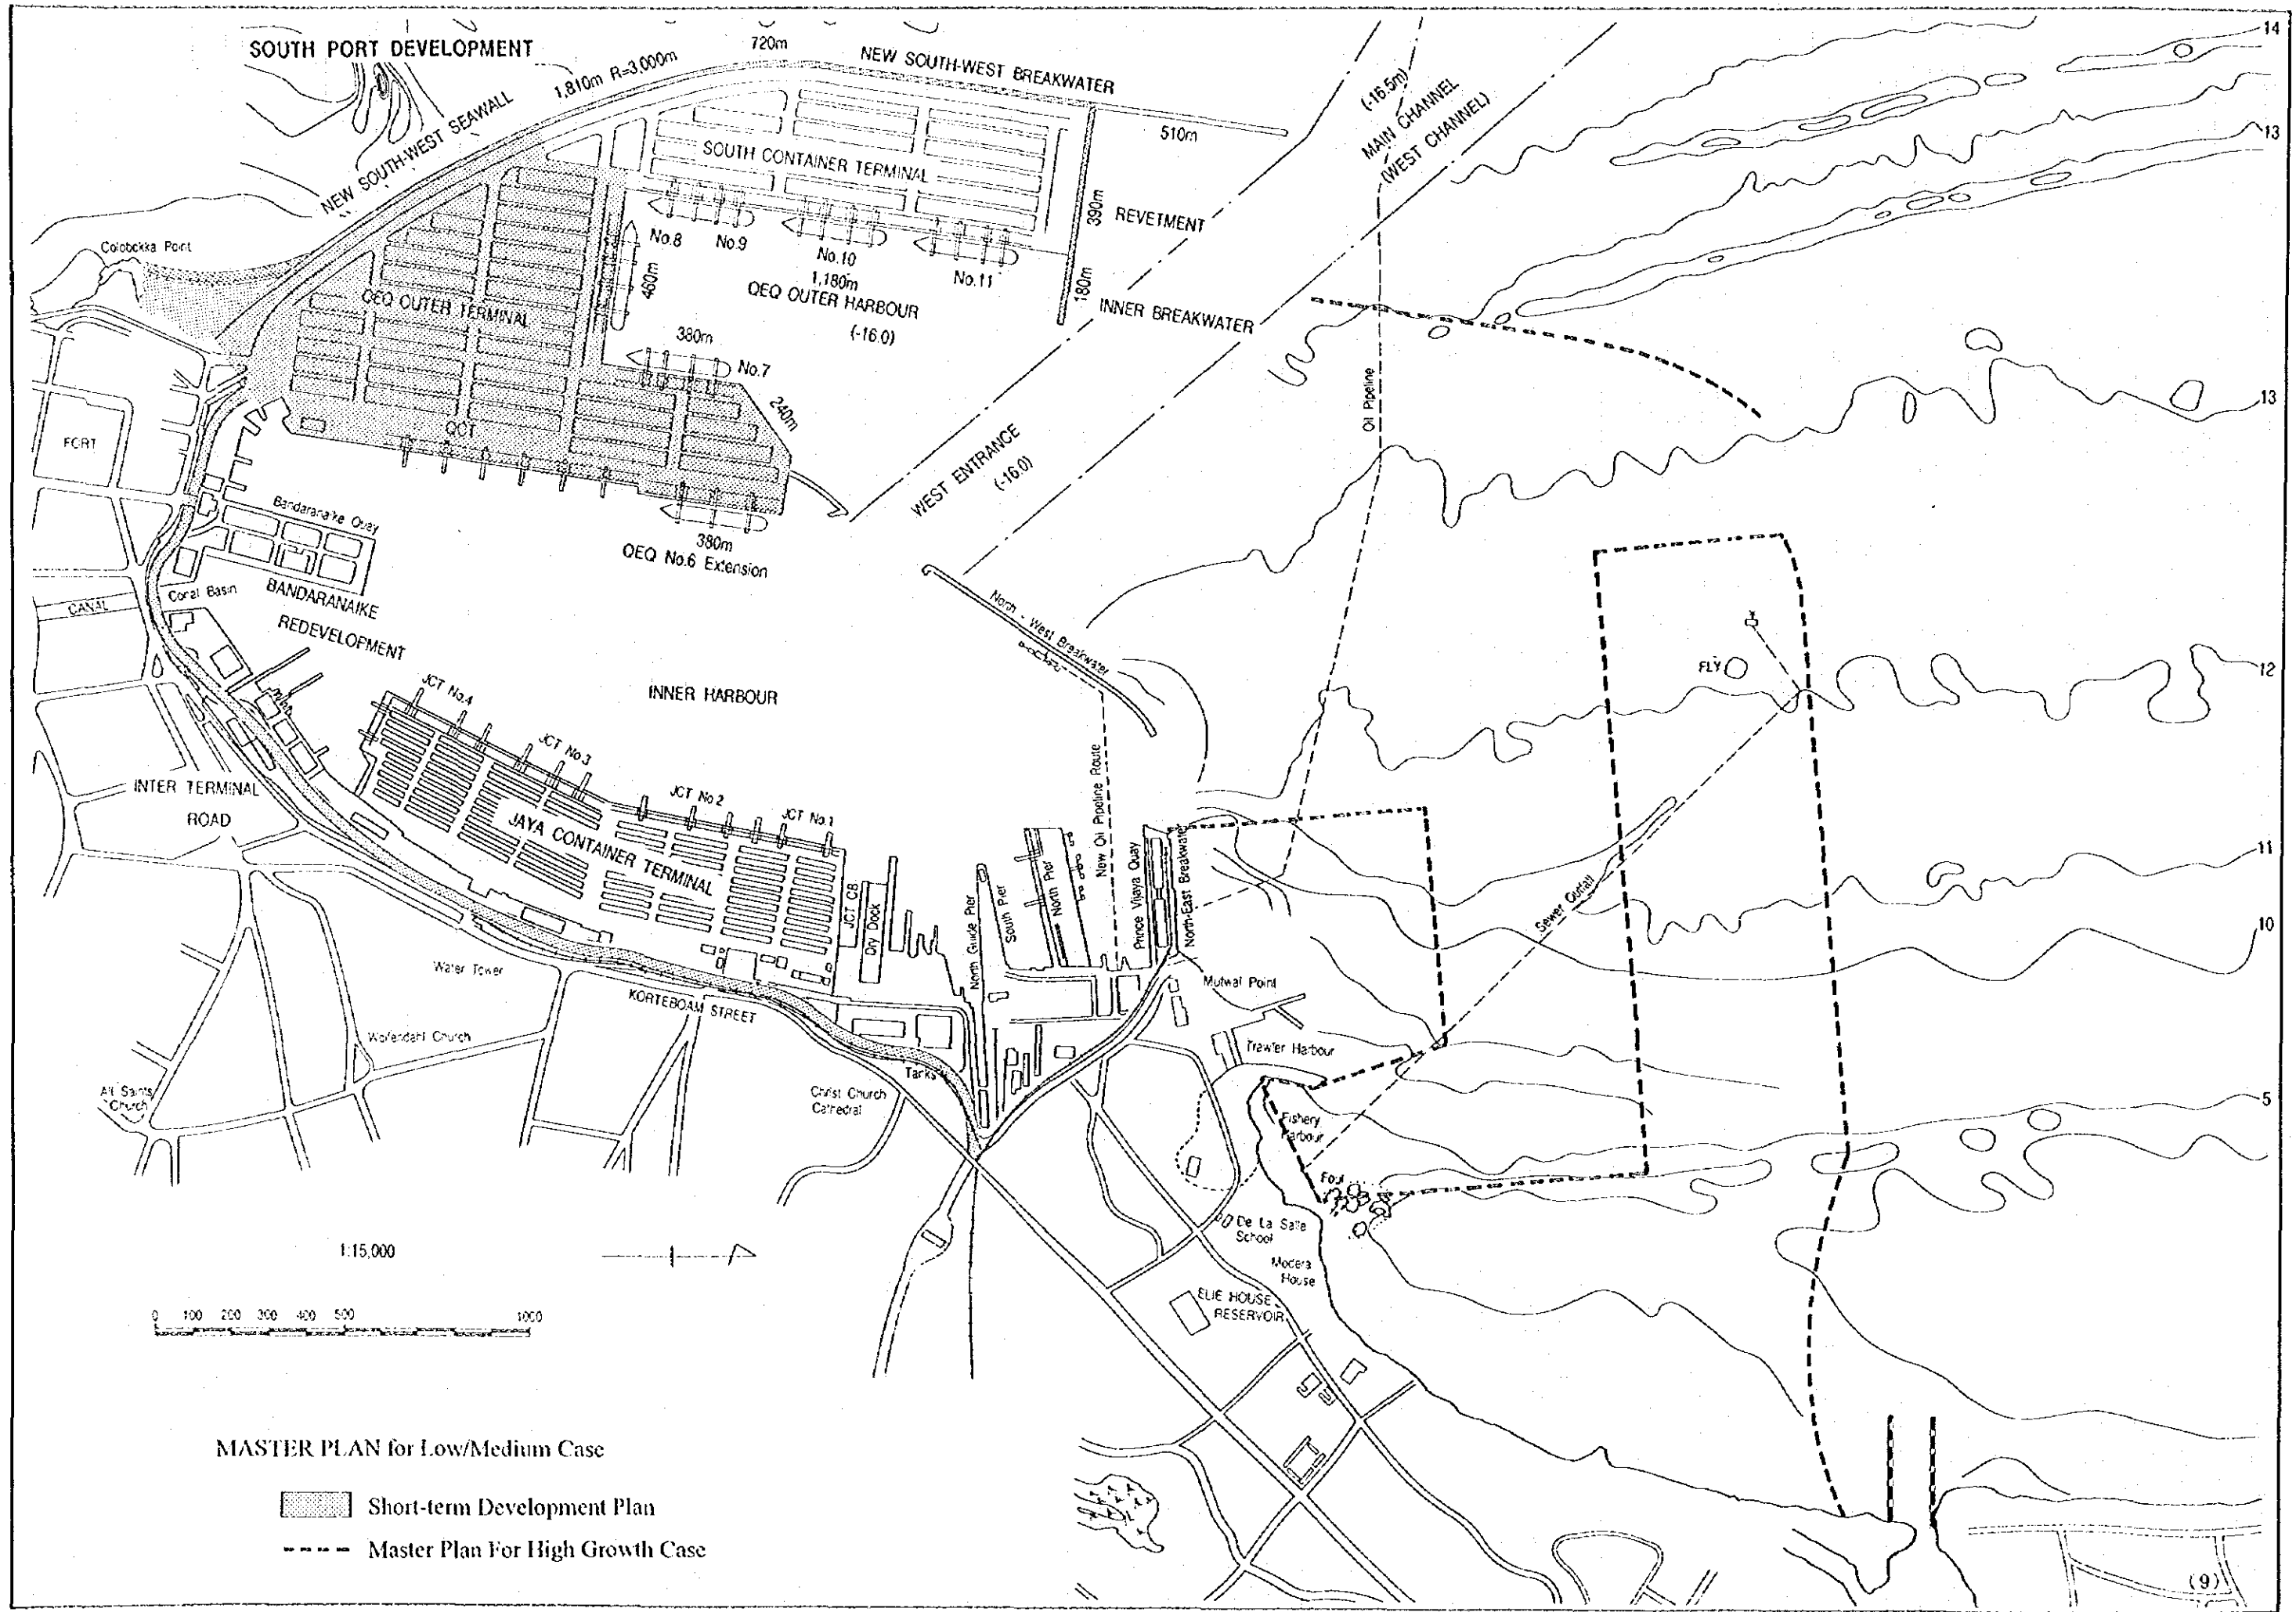 SOUTH PORT DEVELOPMENT
720m
NEW SOUTH-WEST BREAKWATER
1,810m R=3,000m
NEW SOUTH-WEST SEAWALL
510m
(-16.5m)
MAIN CHANNEL
(WEST CHANNEL)
14
13
SOUTH CONTAINER TERMINAL
390m
REVETMENT
Colobokka Point
No.8
No.9
No.10
No.11
1,180m
QEQ OUTER HARBOUR
(-16.0)
460m
180m
INNER BREAKWATER
QEQ OUTER TERMINAL
380m
No.7
240m
Oil Pipeline
13
FORT
QCT
WEST ENTRANCE
(-16.0)
Bandaranaike Quay
380m
QEQ No.6 Extension
CANAL
Canal Basin
BANDARANAIKE
REDEVELOPMENT
North - West Breakwater
FLY
12
INNER HARBOUR
JCT No.4
JCT No.3
JCT No 2
JCT No.1
New Oil Pipeline Route
INTER TERMINAL
ROAD
JAYA CONTAINER TERMINAL
JCT CB
Dry Dock
North Guide Pier
South Pier
North Pier
Prince Vijaya Quay
North-East Breakwater
11
Sewer Outfall
10
Water Tower
Mutwal Point
KORTEBOAM STREET
Wolfendahl Church
Trawler Harbour
Tanks
All Saints
Church
Christ Church
Cathedral
Fishery
Harbour
5
Foul
De La Salle
School
1:15,000
Modera
House
ELIE HOUSE
RESERVOIR
0 100 200 300 400 500 1000
MASTER PLAN for Low/Medium Case
Short-term Development Plan
Master Plan For High Growth Case
(9)